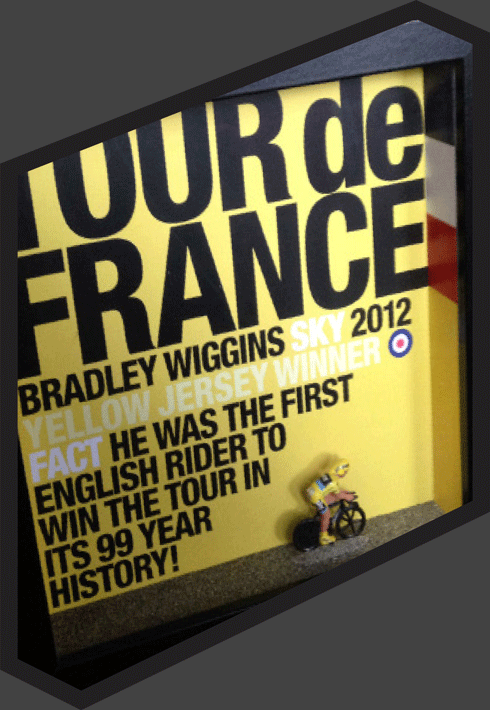 TOUR de
FRANCE
BRADLEY WIGGINS SKY 2012
YELLOW JERSEY WINNER
FACT HE WAS THE FIRST
ENGLISH RIDER TO
WIN THE TOUR IN
ITS 99 YEAR
HISTORY!